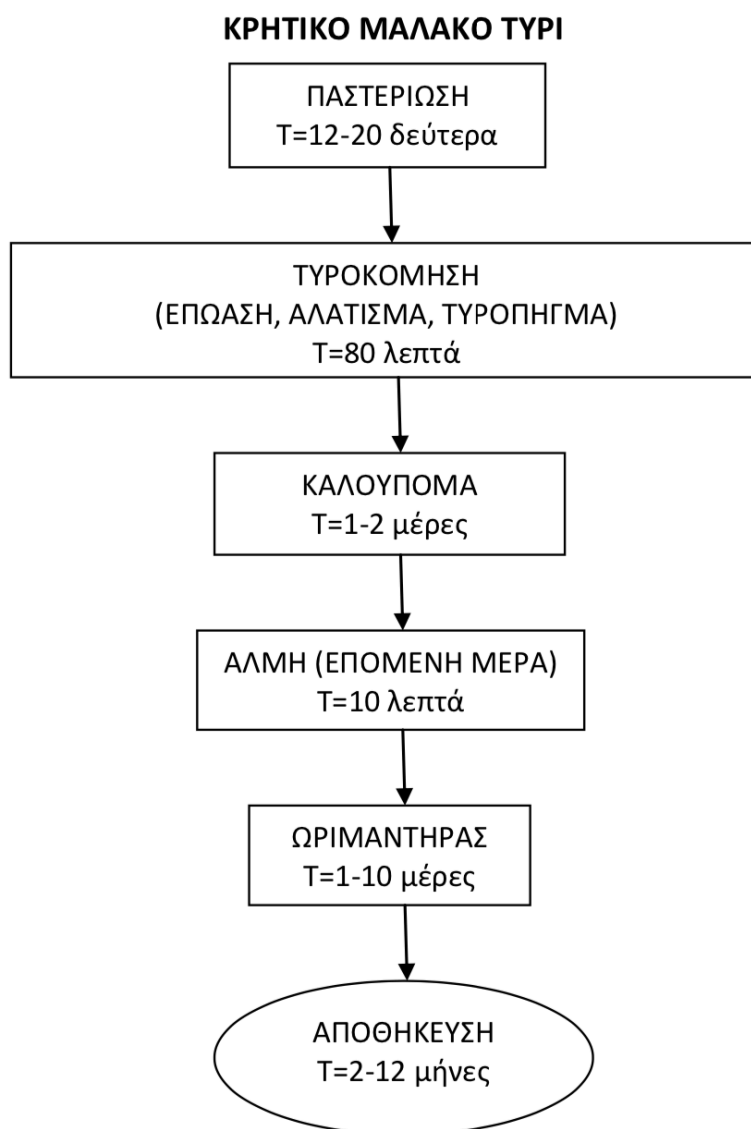 ΚΡΗΤΙΚΟ ΜΑΛΑΚΟ ΤΥΡΙ
ΠΑΣΤΕΡΙΩΣΗ
Τ=12-20 δεύτερα
ΤΥΡΟΚΟΜΗΣΗ
(ΕΠΩΑΣΗ, ΑΛΑΤΙΣΜΑ, ΤΥΡΟΠΗΓΜΑ)
Τ=80 λεπτά
ΚΑΛΟΥΠΟΜΑ
Τ=1-2 μέρες
ΑΛΜΗ (ΕΠΟΜΕΝΗ ΜΕΡΑ)
Τ=10 λεπτά
ΩΡΙΜΑΝΤΗΡΑΣ
Τ=1-10 μέρες
ΑΠΟΘΗΚΕΥΣΗ
Τ=2-12 μήνες